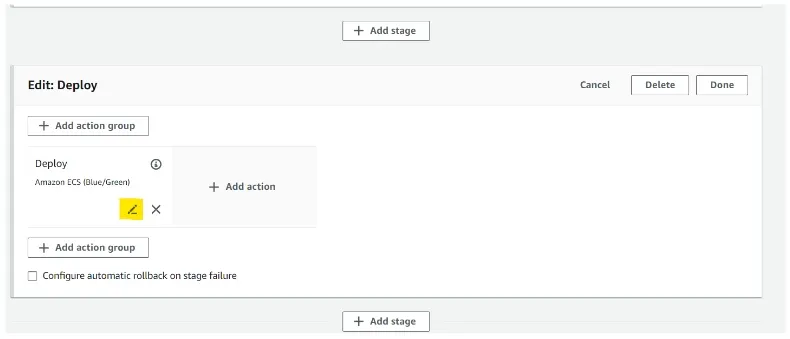 Add stage
Edit: Deploy
Cancel
Delete
Done
Add action group
Deploy
Amazon ECS (Blue/Green)
Add action
Add action group
Configure automatic rollback on stage failure
Add stage